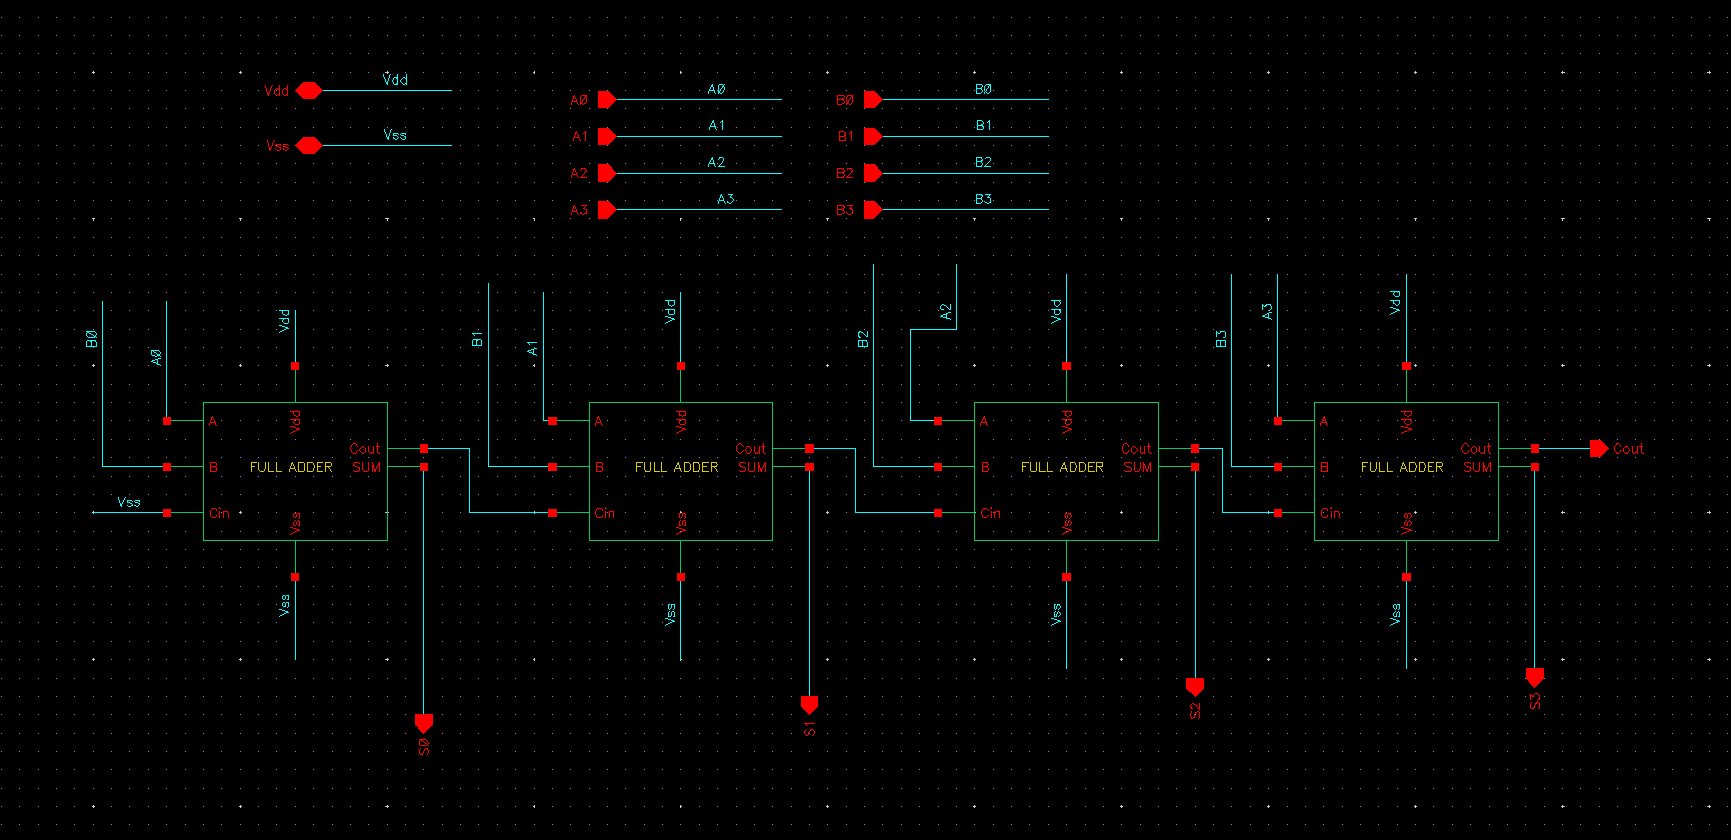 Vdd Vdd
Vss Vss
A0 A0 B0 B0
A1 A1 B1 B1
A2 A2 B2 B2
A3 A3 B3 B3
B0 A0 Vdd B1 A1 Vdd B2 A2 Vdd B3 A3 Vdd
A Vdd A Vdd A Vdd A Vdd
Cout Cout Cout Cout Cout
B FULL ADDER SUM B FULL ADDER SUM B FULL ADDER SUM B FULL ADDER SUM
Vss
Cin Vss Cin Vss Cin Vss Cin Vss
Vss Vss Vss Vss
S0 S1 S2 S3